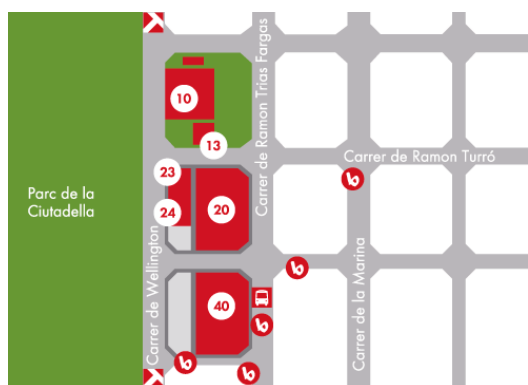 Parc de la
Ciutadella
Carrer de Wellington
10
13
23
24
20
40
Carrer de Ramon Trias Fargas
Carrer de Ramon Turró
Carrer de la Marina
b
b
b
b
b